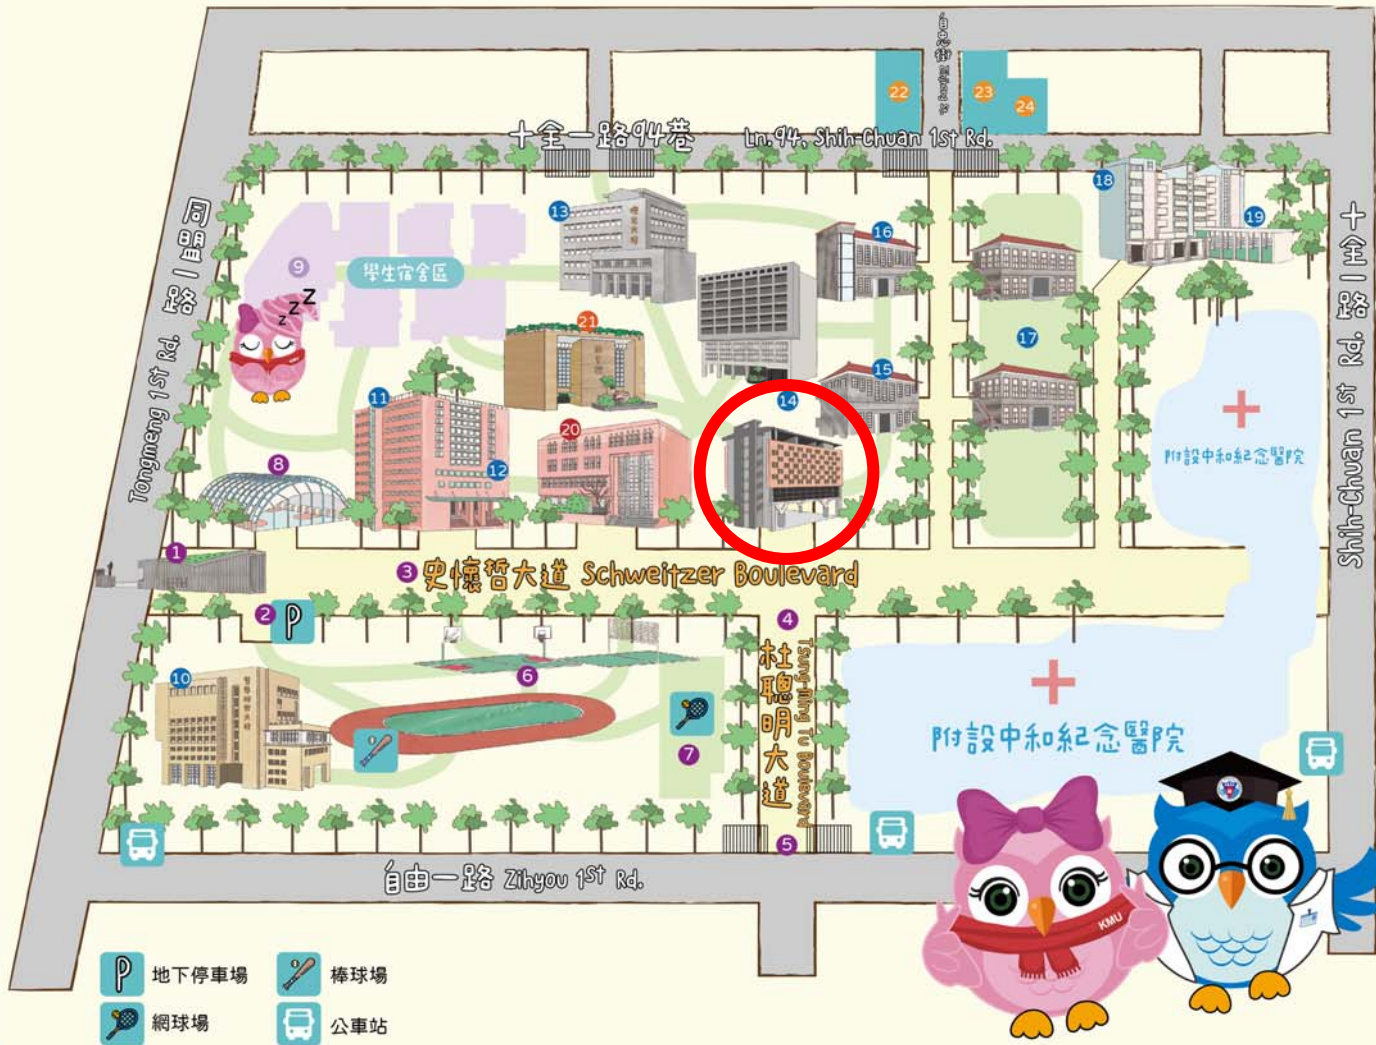 22
23
24
自忠街
十全一路94巷 Ln. 94, Shih-Chuan 1st Rd.
同盟一路
Tongmeng 1st Rd.
十全一路
Shih-Chuan 1st Rd.
18
19
13
16
9
學生宿舍區
zzZ
KMU
21
17
15
14
11
20
12
8
附設中和紀念醫院
1
3 史懷哲大道 Schweitzer Boulevard
2
P
4
杜聰明大道
Tsung-Ming Tu Boulevard
6
10
7
附設中和紀念醫院
5
自由一路 Zihyou 1st Rd.
KMU
P 地下停車場
棒球場
網球場
公車站